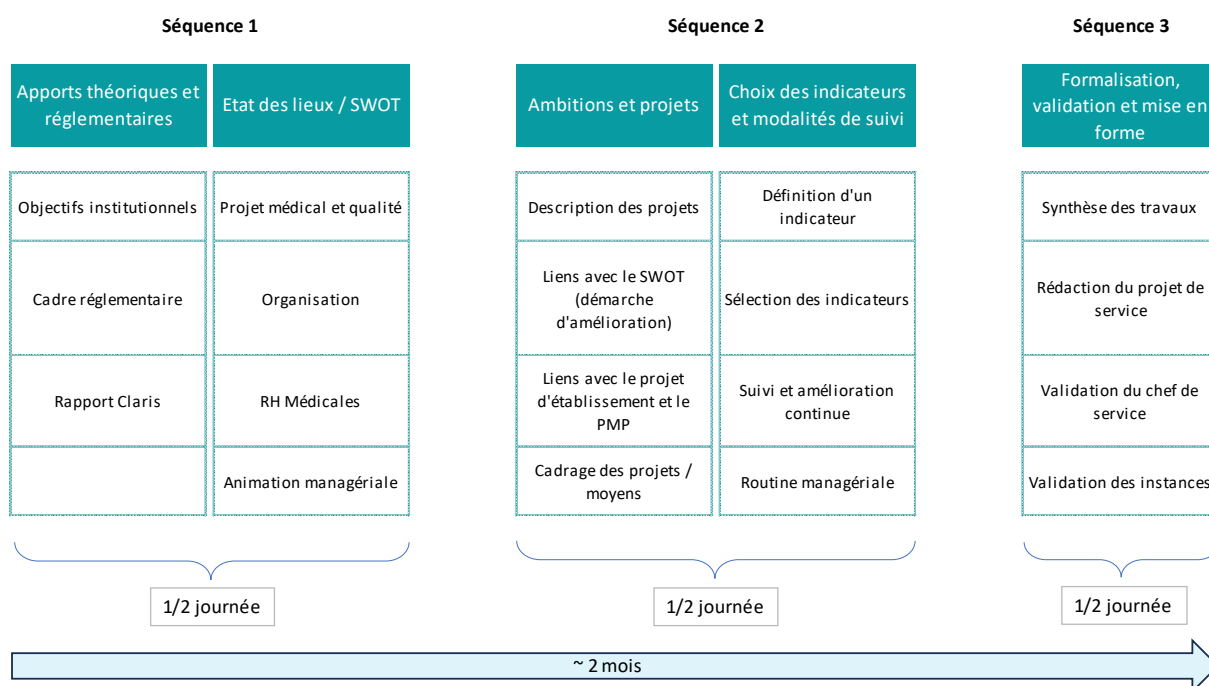 Séquence 1
Apports théoriques et
réglementaires
Etat des lieux / SWOT
Objectifs institutionnels
Projet médical et qualité
Cadre réglementaire
Organisation
Rapport Claris
RH Médicales
Animation managériale
1/2 journée
Séquence 2
Ambitions et projets
Choix des indicateurs
et modalités de suivi
Description des projets
Définition d'un
indicateur
Liens avec le SWOT
(démarche
d'amélioration)
Sélection des indicateurs
Liens avec le projet
d'établissement et le
PMP
Suivi et amélioration
continue
Cadrage des projets /
moyens
Routine managériale
1/2 journée
Séquence 3
Formalisation,
validation et mise en
forme
Synthèse des travaux
Rédaction du projet de
service
Validation du chef de
service
Validation des instances
1/2 journée
~ 2 mois